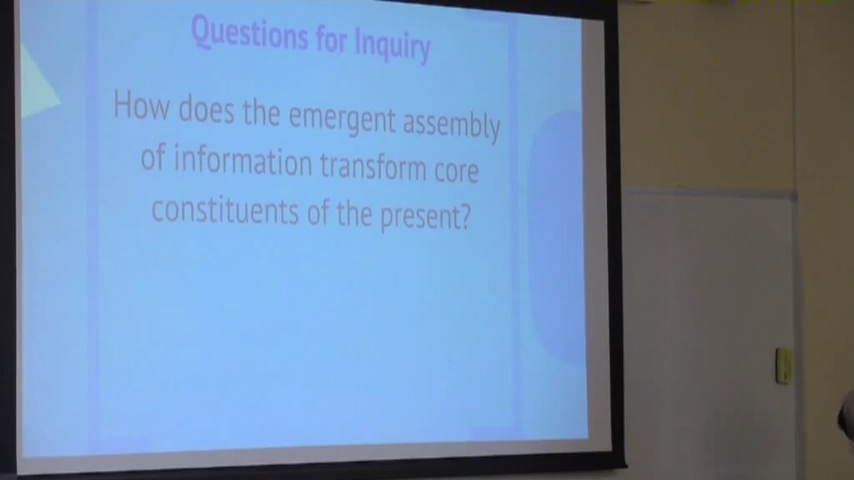 Questions for Inquiry
How does the emergent assembly
of information transform core
constituents of the present?